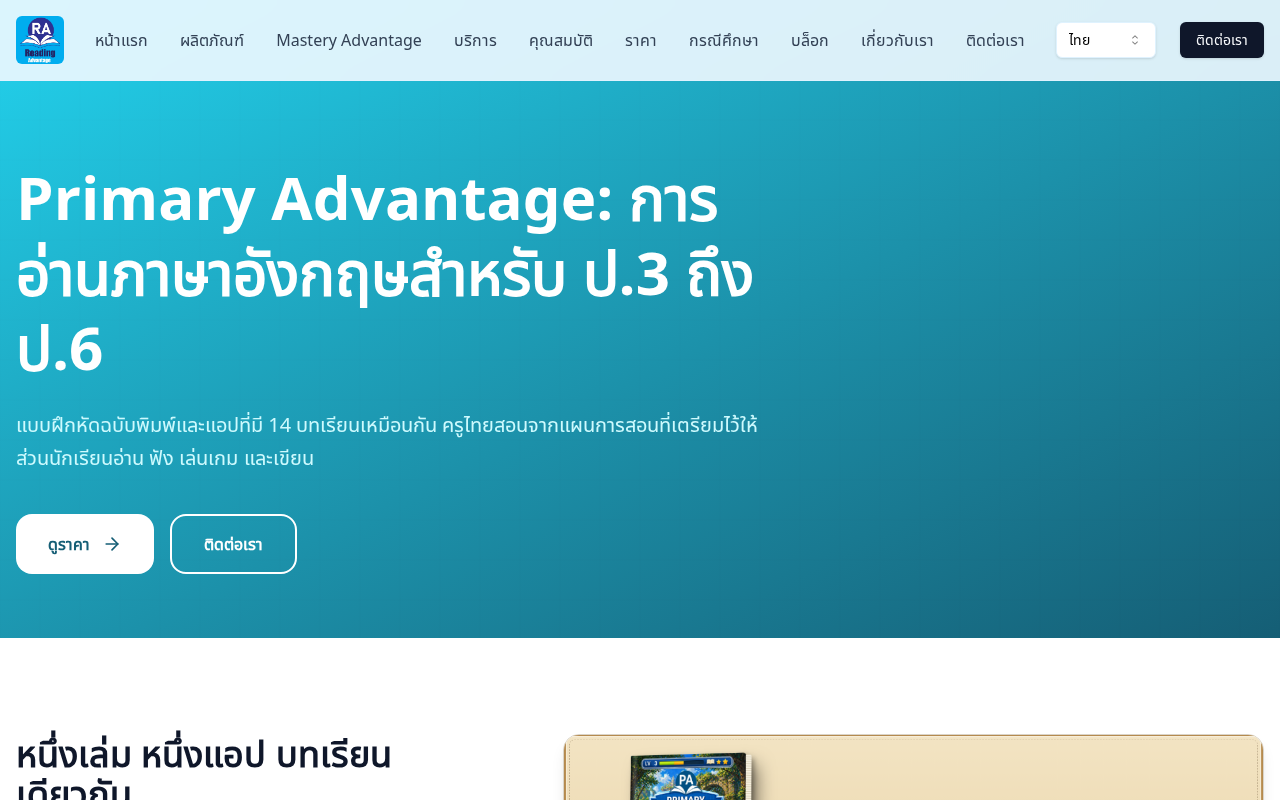 RA
Reading
Advantage
หน้าแรก
ผลิตภัณฑ์
Mastery Advantage
บริการ
คุณสมบัติ
ราคา
กรณีศึกษา
บล็อก
เกี่ยวกับเรา
ติดต่อเรา
ไทย
ติดต่อเรา
Primary Advantage: การ
อ่านภาษาอังกฤษสำหรับ ป.3 ถึง
ป.6
แบบฝึกหัดฉบับพิมพ์และแอปที่มี 14 บทเรียนเหมือนกัน ครูไทยสอนจากแผนการสอนที่เตรียมไว้ให้
ส่วนนักเรียนอ่าน ฟัง เล่นเกม และเขียน
ดูราคา
ติดต่อเรา
หนึ่งเล่ม หนึ่งแอป บทเรียน
เดียวกัน
LV 3
PA
PRIMARY